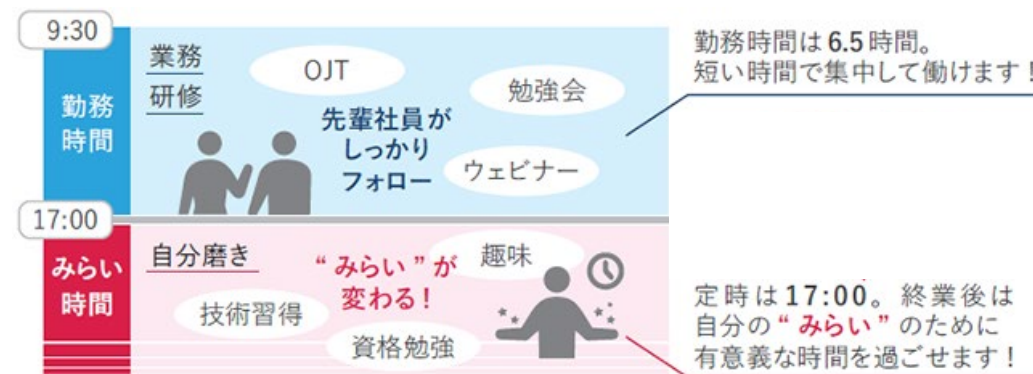 9:30
勤務
時間
業務
研修
OJT
勉強会
先輩社員が
しっかり
フォロー
ウェビナー
勤務時間は6.5時間。
短い時間で集中して働けます！
17:00
みらい
時間
自分磨き
“みらい”が
変わる！
趣味
技術習得
資格勉強
定時は17:00。終業後は
自分の“みらい”のために
有意義な時間を過ごせます！